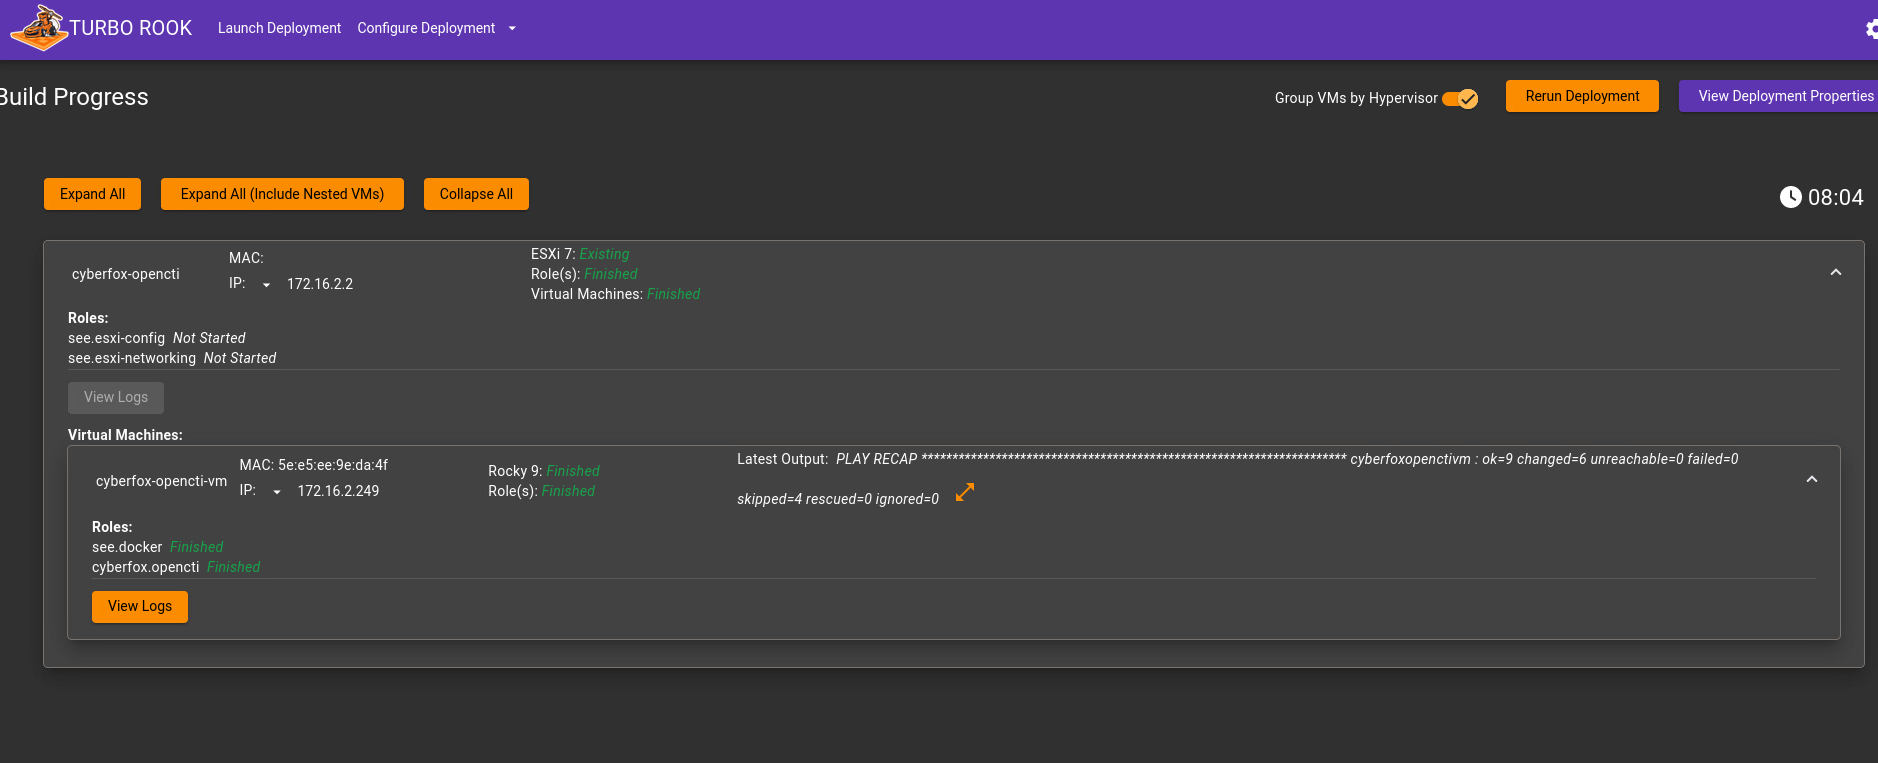 TURBO ROOK Launch Deployment Configure Deployment
Build Progress
Group VMs by Hypervisor Rerun Deployment View Deployment Properties
Expand All Expand All (Include Nested VMs) Collapse All 08:04
cyberfox-opencti
MAC:
IP: 172.16.2.2
ESXi 7: Existing
Role(s): Finished
Virtual Machines: Finished
Roles:
see.esxi-config Not Started
see.esxi-networking Not Started
View Logs
Virtual Machines:
cyberfox-opencti-vm
MAC: 5e:e5:ee:9e:da:4f
IP: 172.16.2.249
Rocky 9: Finished
Role(s): Finished
Latest Output: PLAY RECAP ********************************************************************* cyberfoxopenctivm : ok=9 changed=6 unreachable=0 failed=0
skipped=4 rescued=0 ignored=0
Roles:
see.docker Finished
cyberfox.opencti Finished
View Logs